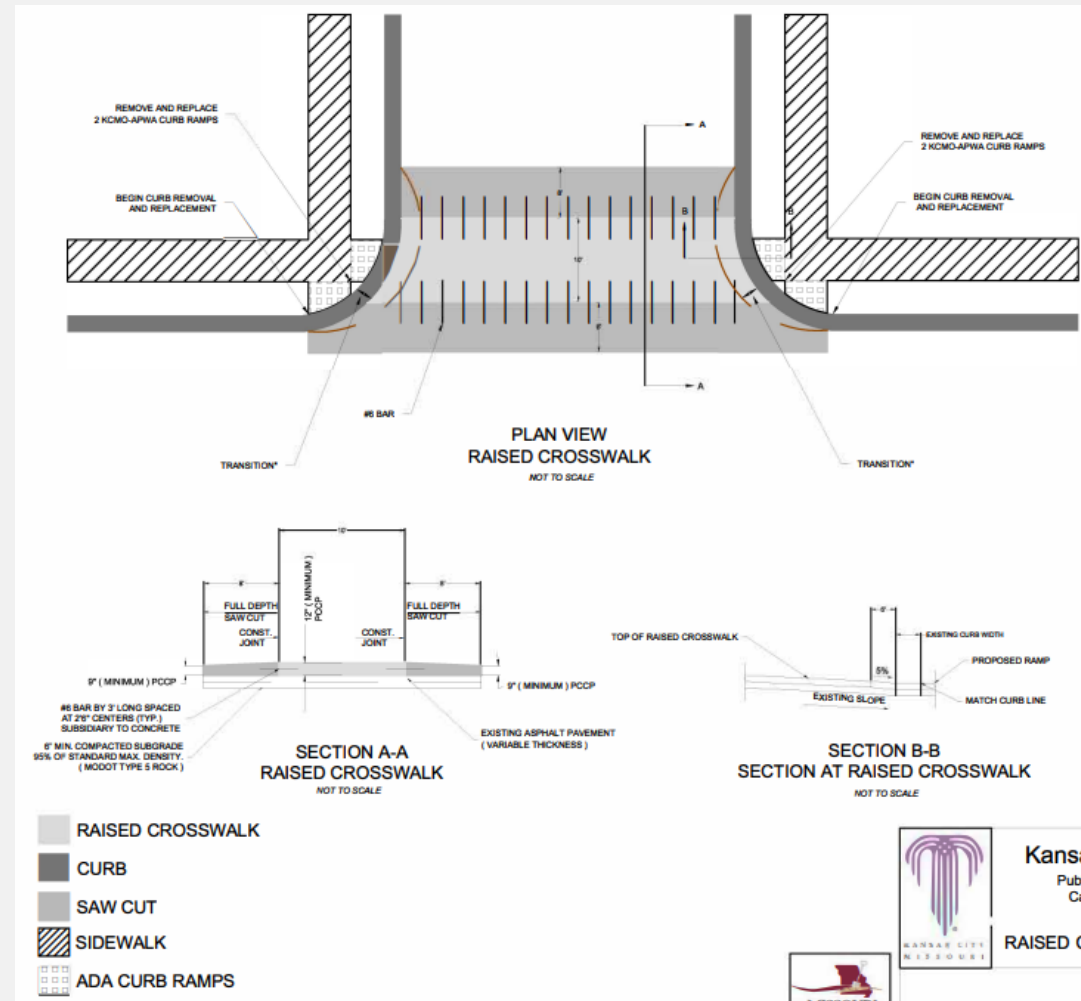 REMOVE AND REPLACE
2 KCMO-APWA CURB RAMPS
BEGIN CURB REMOVAL
AND REPLACEMENT
A
REMOVE AND REPLACE
2 KCMO-APWA CURB RAMPS
BEGIN CURB REMOVAL
AND REPLACEMENT
B
B
10'
A
#6 BAR
TRANSITION*
TRANSITION*
PLAN VIEW
RAISED CROSSWALK
NOT TO SCALE
10'
12" ( MINIMUM )
PCCP
FULL DEPTH
SAW CUT
FULL DEPTH
SAW CUT
CONST.
JOINT
CONST.
JOINT
9" ( MINIMUM ) PCCP
9" ( MINIMUM ) PCCP
#6 BAR BY 3' LONG SPACED
AT 2'6" CENTERS (TYP.)
SUBSIDIARY TO CONCRETE
6" MIN. COMPACTED SUBGRADE
95% OF STANDARD MAX. DENSITY.
( MODOT TYPE 5 ROCK )
EXISTING ASPHALT PAVEMENT
( VARIABLE THICKNESS )
SECTION A-A
RAISED CROSSWALK
NOT TO SCALE
TOP OF RAISED CROSSWALK
EXISTING CURB WIDTH
5%
PROPOSED RAMP
EXISTING SLOPE
MATCH CURB LINE
SECTION B-B
SECTION AT RAISED CROSSWALK
NOT TO SCALE
RAISED CROSSWALK
CURB
SAW CUT
SIDEWALK
ADA CURB RAMPS
KANSAS CITY
MISSOURI
Kansa
Pub
Ca
RAISED C